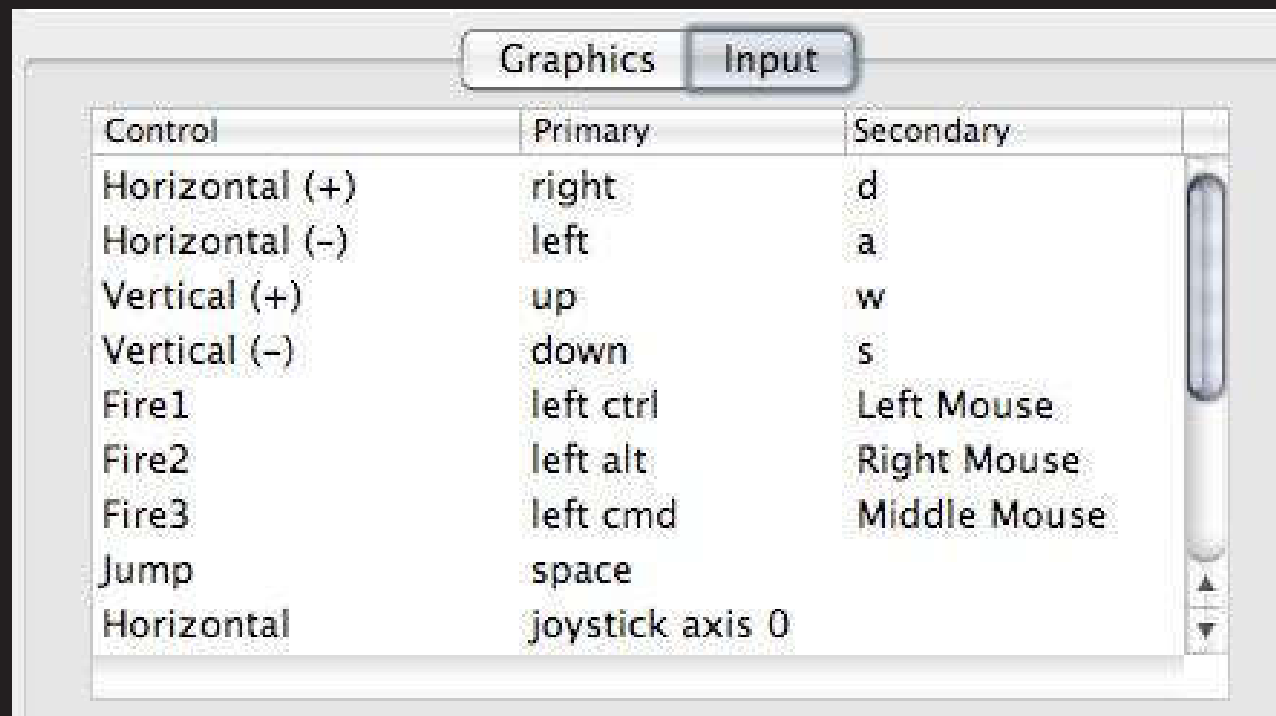 Graphics Input
Control Primary Secondary
Horizontal (+) right d
Horizontal (-) left a
Vertical (+) up w
Vertical (-) down s
Fire1 left ctrl Left Mouse
Fire2 left alt Right Mouse
Fire3 left cmd Middle Mouse
Jump space
Horizontal joystick axis 0